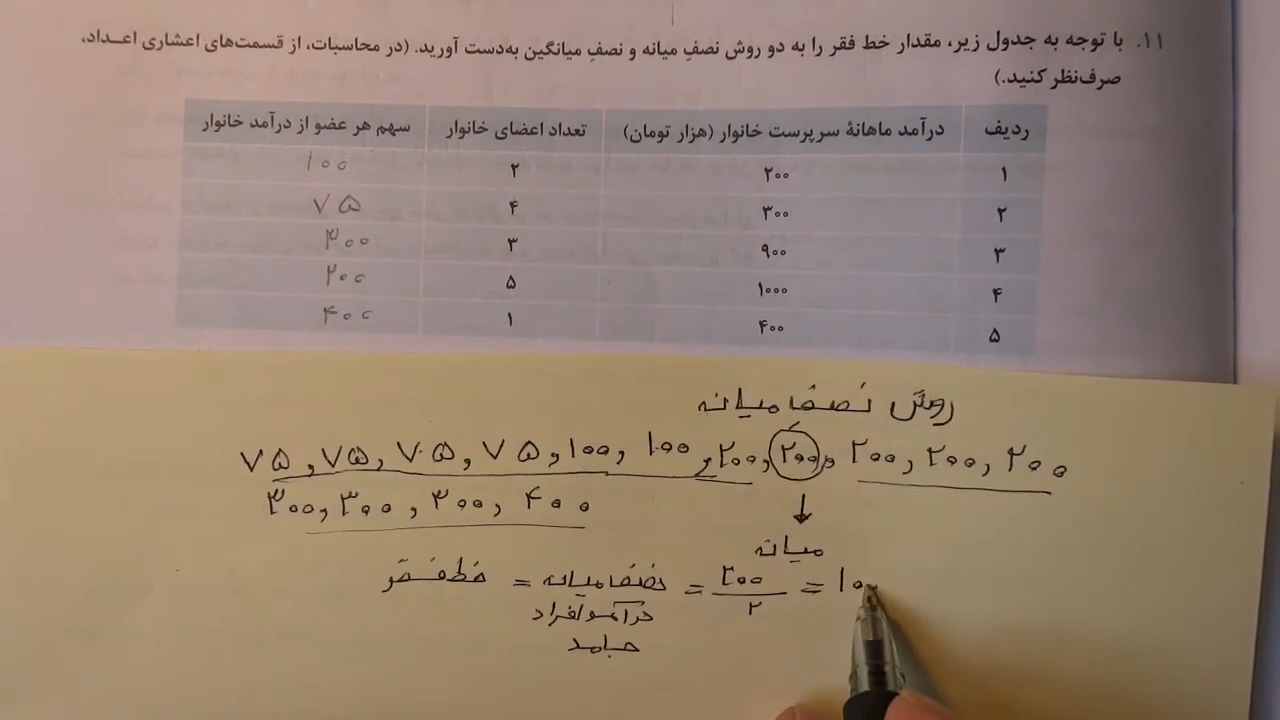 ۱۱. با توجه به جدول زیر، مقدار خط فقر را به دو روش نصفِ میانه و نصفِ میانگین به‌دست آورید. (در محاسبات، از قسمت‌های اعشاری اعـداد،
صرف‌نظر کنید.)
ردیف درآمد ماهانهٔ سرپرست خانوار (هزار تومان) تعداد اعضای خانوار سهم هر عضو از درآمد خانوار
۱ ۲۰۰ ۲ ۱۰۰
۲ ۳۰۰ ۴ ۷۵
۳ ۹۰۰ ۳ ۳۰۰
۴ ۱۰۰۰ ۵ ۲۰۰
۵ ۴۰۰ ۱ ۴۰۰
روش نصف میانه
۷۵, ۷۵, ۷۵, ۷۵, ۱۰۰, ۱۰۰, ۲۰۰, ۲۰۰, ۲۰۰, ۲۰۰, ۲۰۰
۳۰۰, ۳۰۰, ۳۰۰, ۴۰۰
میانه
خط فقر = نصف میانه = ۲۰۰/۲ = ۱۰۰
درآمد افراد
جامعه